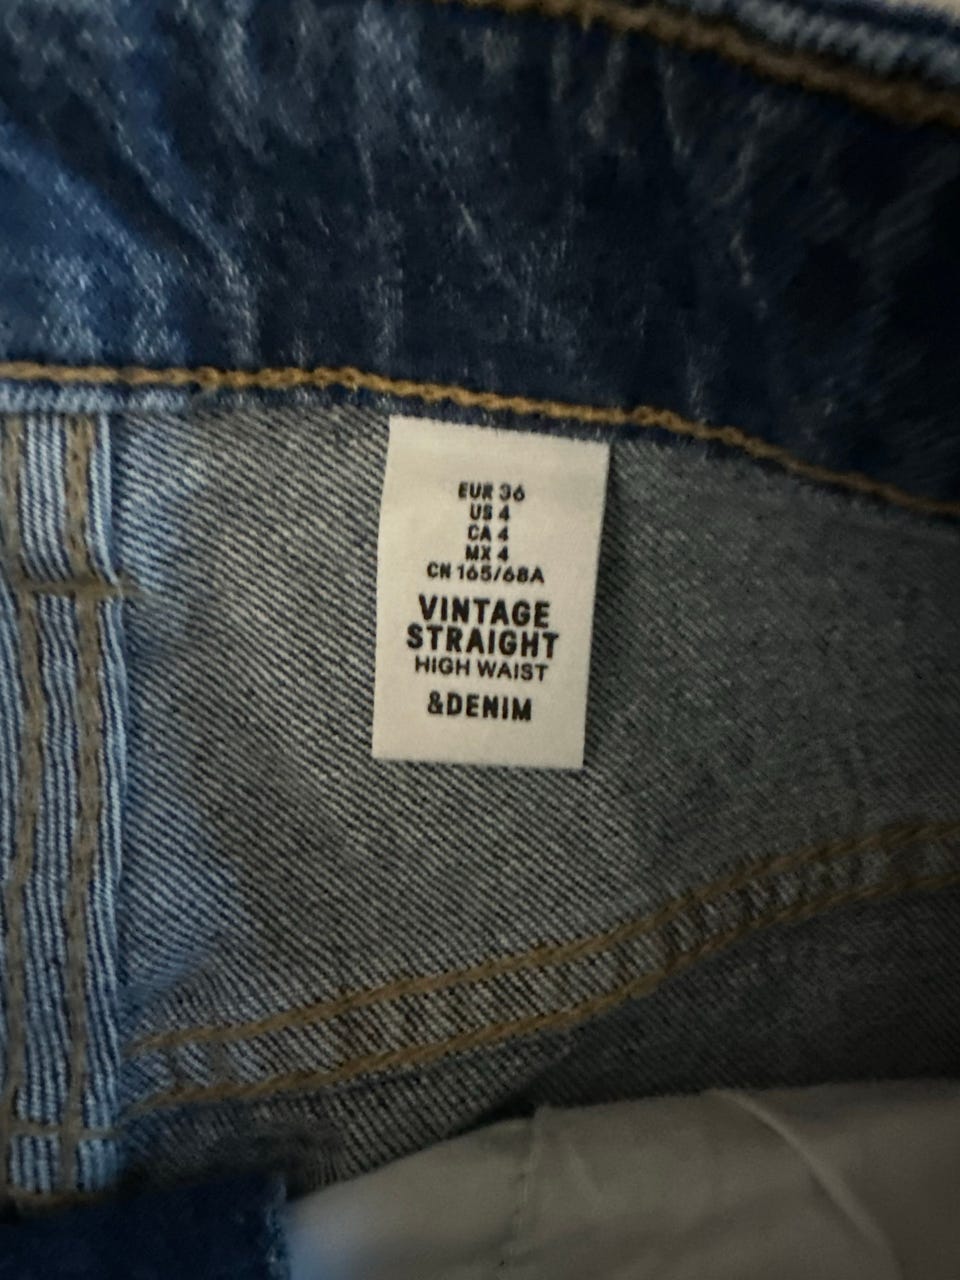 EUR 36
US 4
CA 4
MX 4
CN 165/68A
VINTAGE
STRAIGHT
HIGH WAIST
&DENIM